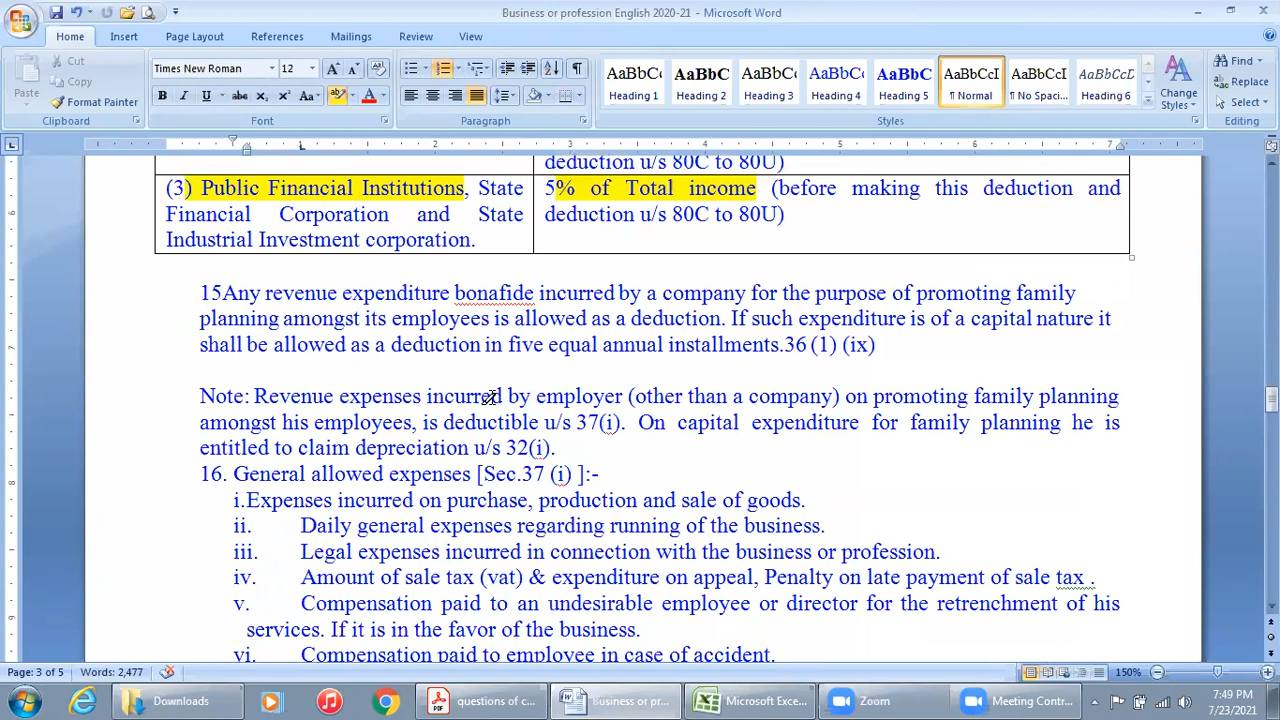 Business or profession English 2020-21 - Microsoft Word
Home Insert Page Layout References Mailings Review View
Paste
Cut
Copy
Format Painter
Clipboard
Times New Roman 12
Font
Paragraph
AaBbCc Heading 1
AaBbC Heading 2
AaBbCc Heading 3
AaBbCc Heading 4
AaBbCc Heading 5
AaBbCcI ¶ Normal
AaBbCcI ¶ No Spaci...
AaBbCcD Heading 6
Change Styles
Styles
Find
Replace
Select
Editing
1 2 3 4 5 6 7
deduction u/s 80C to 80U)
(3) Public Financial Institutions, State
Financial Corporation and State
Industrial Investment corporation.
5% of Total income (before making this deduction and
deduction u/s 80C to 80U)
15Any revenue expenditure bonafide incurred by a company for the purpose of promoting family
planning amongst its employees is allowed as a deduction. If such expenditure is of a capital nature it
shall be allowed as a deduction in five equal annual installments.36 (1) (ix)
Note: Revenue expenses incurred by employer (other than a company) on promoting family planning
amongst his employees, is deductible u/s 37(i). On capital expenditure for family planning he is
entitled to claim depreciation u/s 32(i).
16. General allowed expenses [Sec.37 (i) ]:-
i.Expenses incurred on purchase, production and sale of goods.
ii. Daily general expenses regarding running of the business.
iii. Legal expenses incurred in connection with the business or profession.
iv. Amount of sale tax (vat) & expenditure on appeal, Penalty on late payment of sale tax .
v. Compensation paid to an undesirable employee or director for the retrenchment of his
services. If it is in the favor of the business.
vi. Compensation paid to employee in case of accident.
Page: 3 of 5 Words: 2,477 150%
Downloads
questions of c...
Business or pr...
Microsoft Exce...
Zoom
Meeting Contr...
7:49 PM
7/23/2021